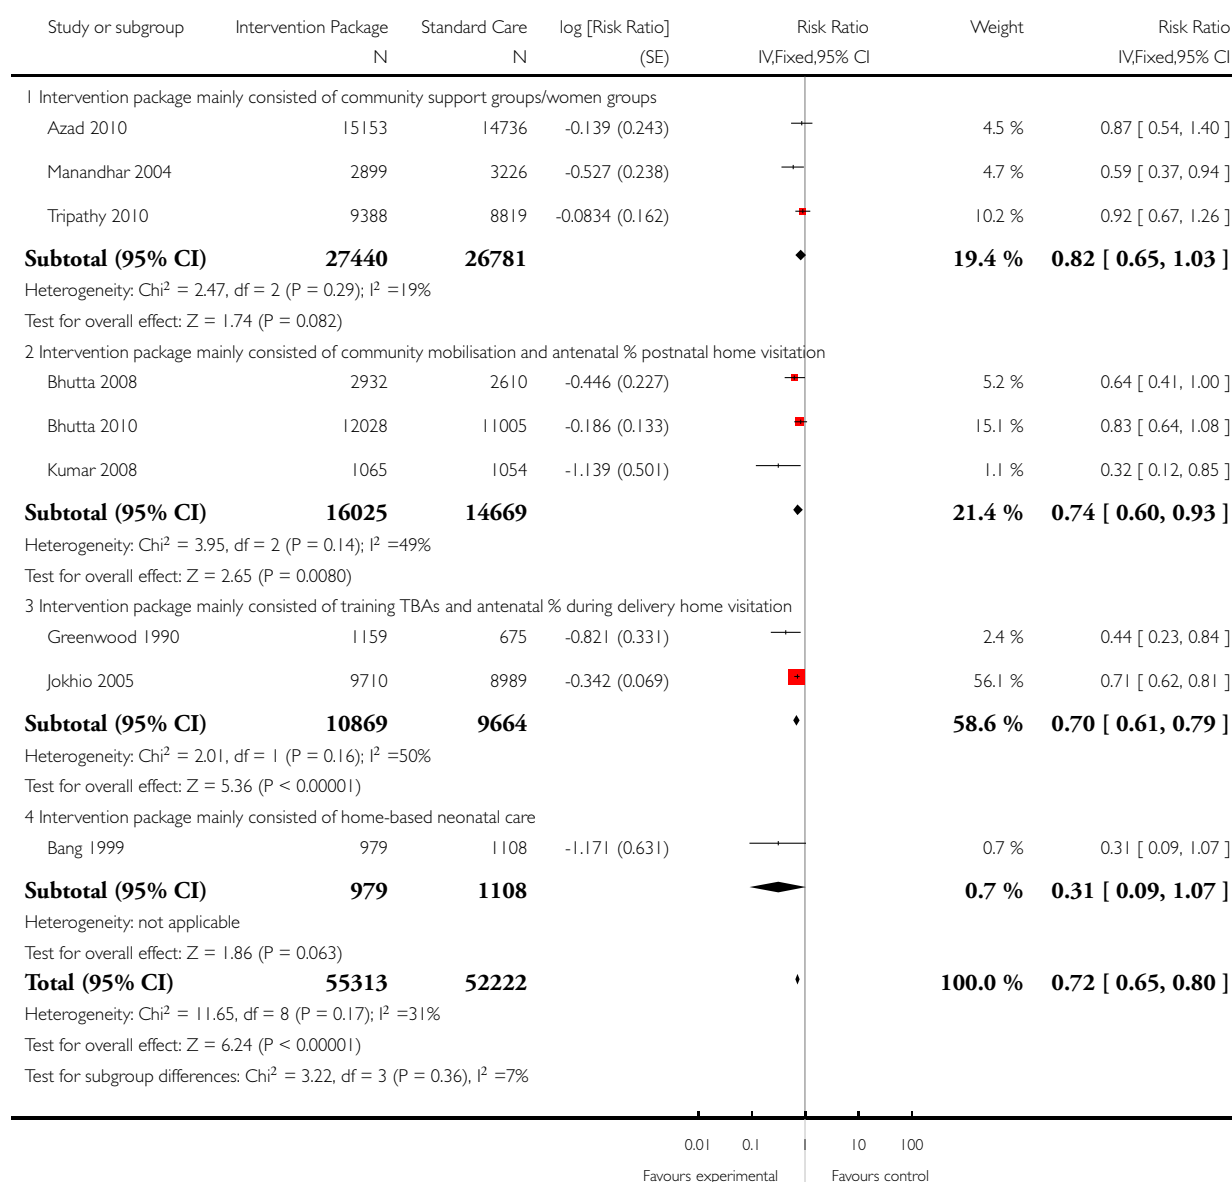 Study or subgroup Intervention Package Standard Care log [Risk Ratio] Risk Ratio Weight Risk Ratio
N N (SE) IV,Fixed,95% CI IV,Fixed,95% CI
1 Intervention package mainly consisted of community support groups/women groups
Azad 2010 15153 14736 -0.139 (0.243) 4.5 % 0.87 [ 0.54, 1.40 ]
Manandhar 2004 2899 3226 -0.527 (0.238) 4.7 % 0.59 [ 0.37, 0.94 ]
Tripathy 2010 9388 8819 -0.0834 (0.162) 10.2 % 0.92 [ 0.67, 1.26 ]
Subtotal (95% CI) 27440 26781 19.4 % 0.82 [ 0.65, 1.03 ]
Heterogeneity: Chi² = 2.47, df = 2 (P = 0.29); I² =19%
Test for overall effect: Z = 1.74 (P = 0.082)
2 Intervention package mainly consisted of community mobilisation and antenatal % postnatal home visitation
Bhutta 2008 2932 2610 -0.446 (0.227) 5.2 % 0.64 [ 0.41, 1.00 ]
Bhutta 2010 12028 11005 -0.186 (0.133) 15.1 % 0.83 [ 0.64, 1.08 ]
Kumar 2008 1065 1054 -1.139 (0.501) 1.1 % 0.32 [ 0.12, 0.85 ]
Subtotal (95% CI) 16025 14669 21.4 % 0.74 [ 0.60, 0.93 ]
Heterogeneity: Chi² = 3.95, df = 2 (P = 0.14); I² =49%
Test for overall effect: Z = 2.65 (P = 0.0080)
3 Intervention package mainly consisted of training TBAs and antenatal % during delivery home visitation
Greenwood 1990 1159 675 -0.821 (0.331) 2.4 % 0.44 [ 0.23, 0.84 ]
Jokhio 2005 9710 8989 -0.342 (0.069) 56.1 % 0.71 [ 0.62, 0.81 ]
Subtotal (95% CI) 10869 9664 58.6 % 0.70 [ 0.61, 0.79 ]
Heterogeneity: Chi² = 2.01, df = 1 (P = 0.16); I² =50%
Test for overall effect: Z = 5.36 (P < 0.00001)
4 Intervention package mainly consisted of home-based neonatal care
Bang 1999 979 1108 -1.171 (0.631) 0.7 % 0.31 [ 0.09, 1.07 ]
Subtotal (95% CI) 979 1108 0.7 % 0.31 [ 0.09, 1.07 ]
Heterogeneity: not applicable
Test for overall effect: Z = 1.86 (P = 0.063)
Total (95% CI) 55313 52222 100.0 % 0.72 [ 0.65, 0.80 ]
Heterogeneity: Chi² = 11.65, df = 8 (P = 0.17); I² =31%
Test for overall effect: Z = 6.24 (P < 0.00001)
Test for subgroup differences: Chi² = 3.22, df = 3 (P = 0.36), I² =7%
0.01 0.1 1 10 100
Favours experimental Favours control